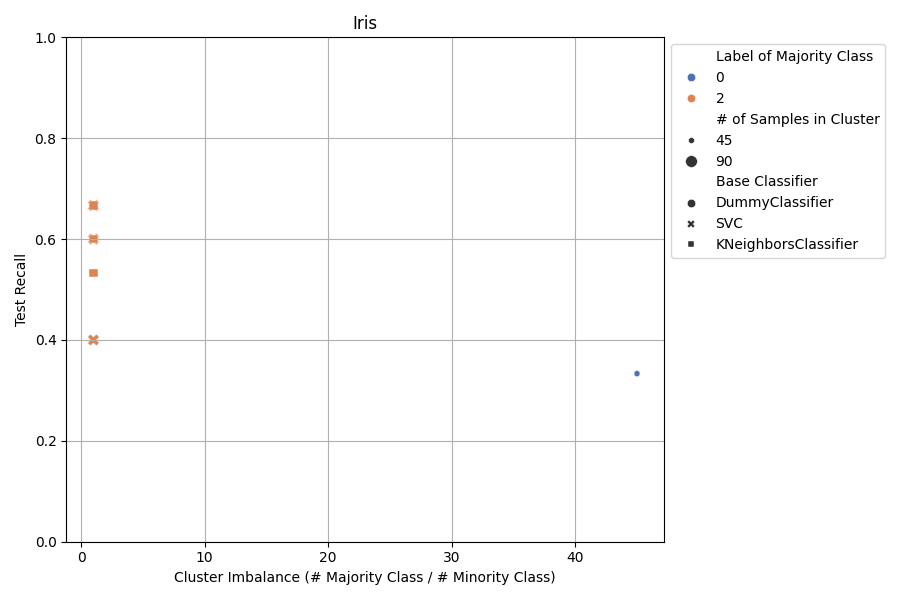 Iris
1.0
0.8
0.6
0.4
0.2
0.0
Test Recall
0
10
20
30
40
Cluster Imbalance (# Majority Class / # Minority Class)
Label of Majority Class
0
2
# of Samples in Cluster
45
90
Base Classifier
DummyClassifier
SVC
KNeighborsClassifier